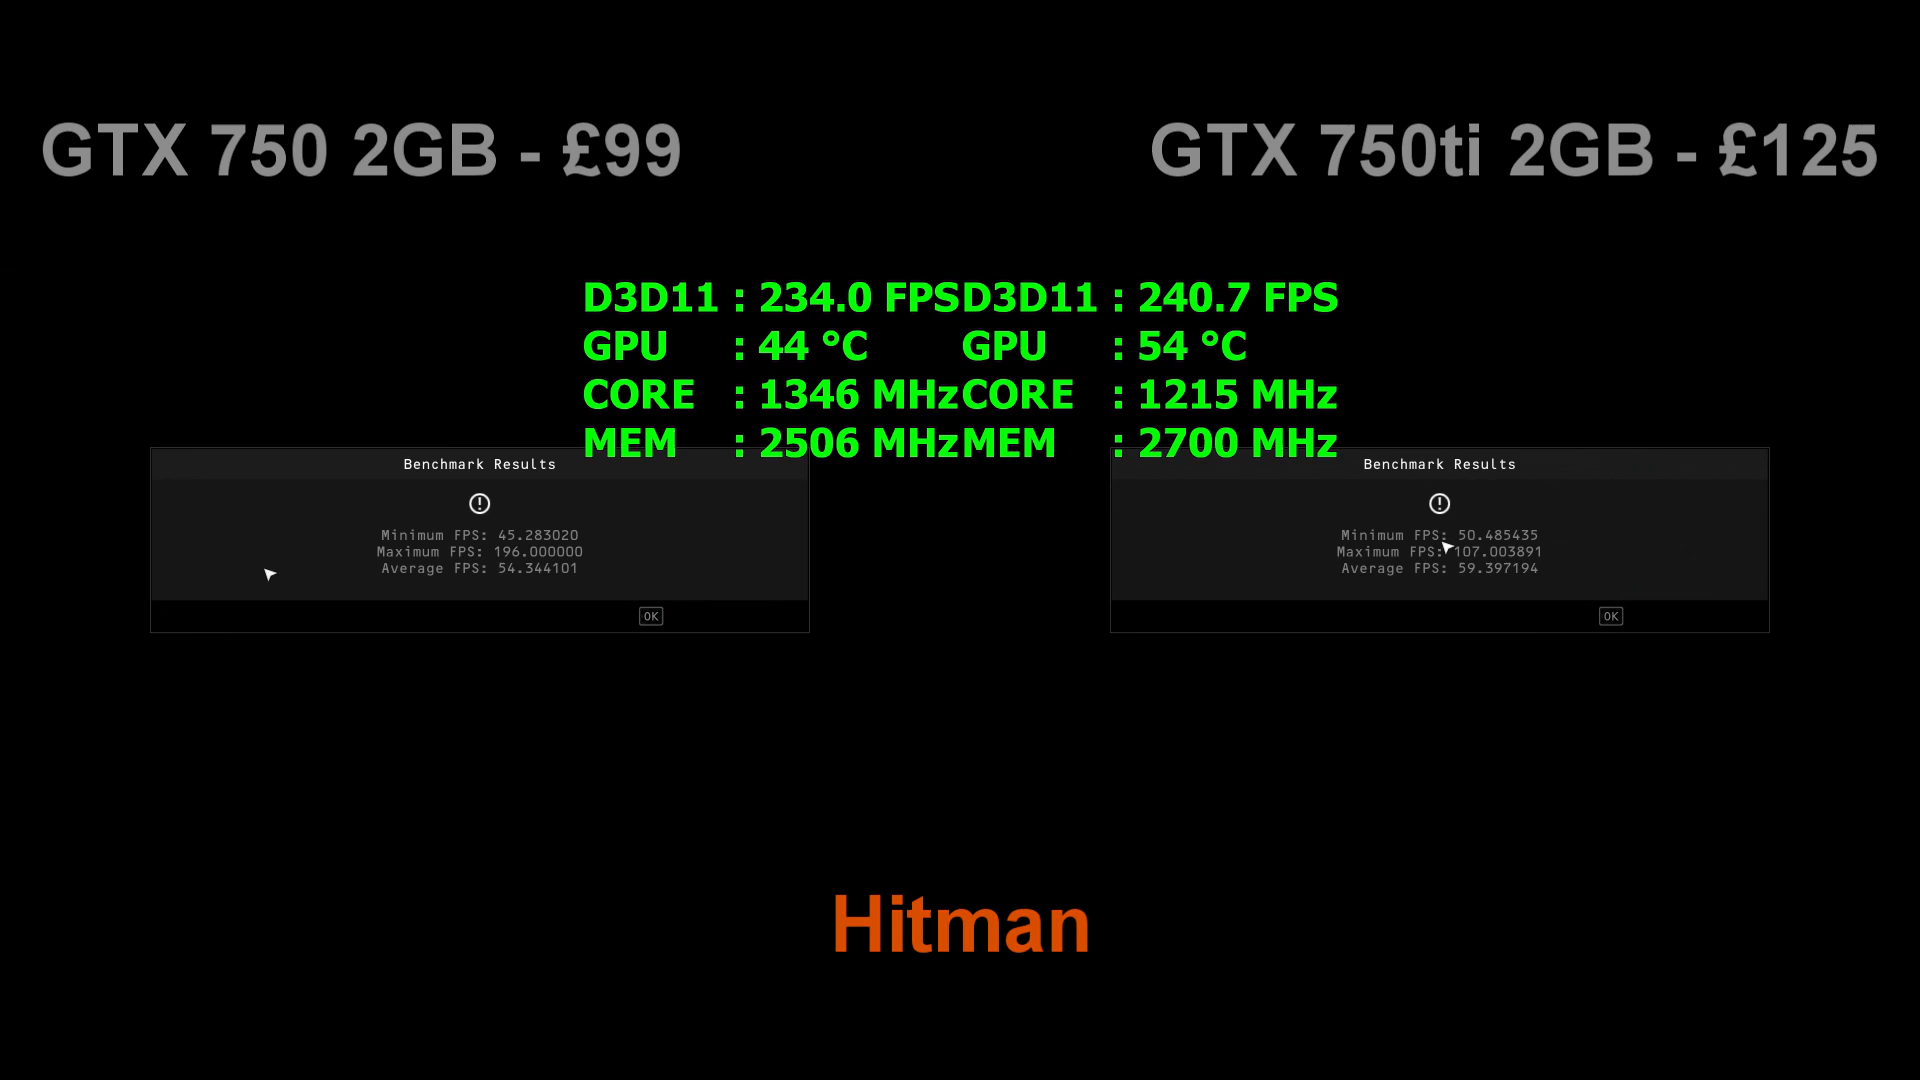 GTX 750 2GB - £99
GTX 750ti 2GB - £125
D3D11 : 234.0 FPS
GPU : 44 °C
CORE : 1346 MHz
MEM : 2506 MHz
D3D11 : 240.7 FPS
GPU : 54 °C
CORE : 1215 MHz
MEM : 2700 MHz
Benchmark Results
Minimum FPS: 45.283020
Maximum FPS: 196.000000
Average FPS: 54.344101
OK
Benchmark Results
Minimum FPS: 50.485435
Maximum FPS: 107.003891
Average FPS: 59.397194
OK
Hitman